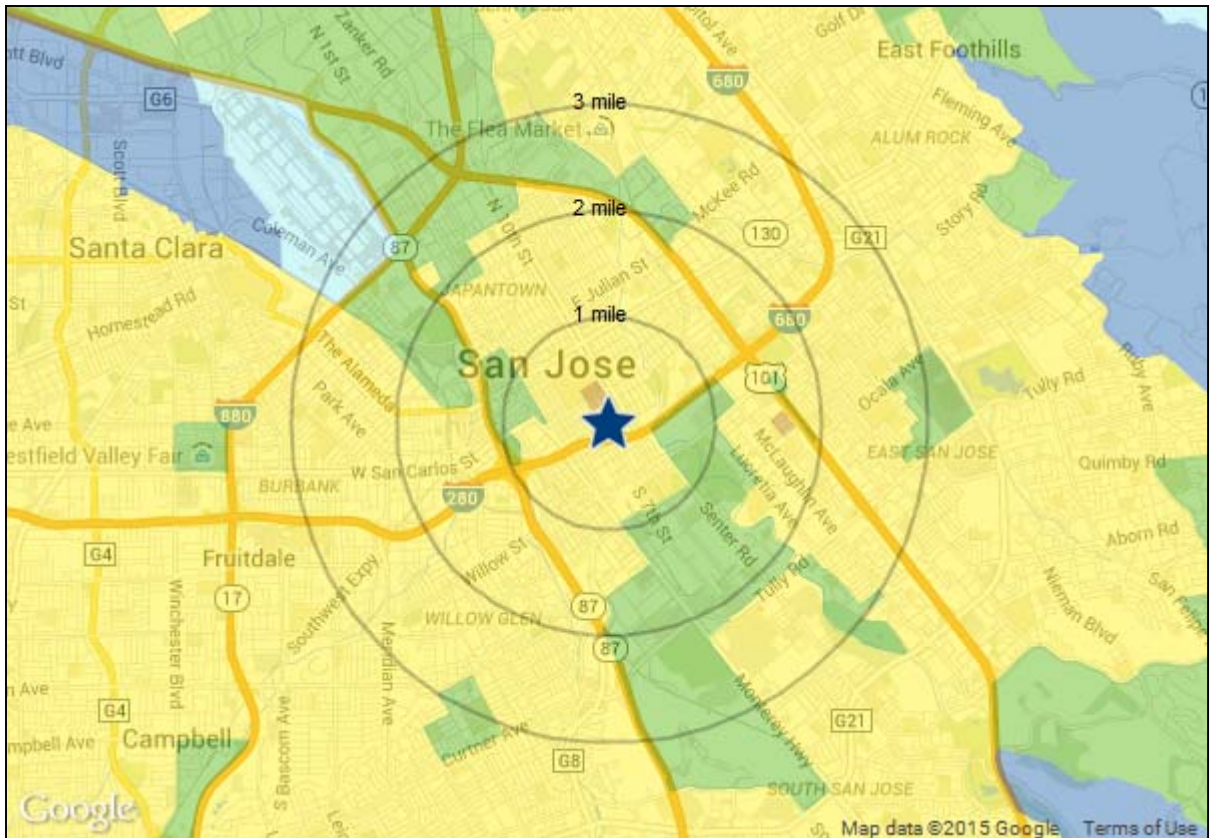 BERRYESSA
Capitol Ave
Golf Dr
East Foothills
Zanker Rd
N 1st St
att Blvd
680
G6
3 mile
Fleming Ave
The Flea Market
ALUM ROCK
Scott Blvd
McKee Rd
2 mile
N 10th St
Story Rd
130
G21
Coleman Ave
87
Santa Clara
E Julian St
JAPANTOWN
St
Homestead Rd
1 mile
680
The Alameda
San Jose
Ruby Ave
101
Ocala Ave
Tully Rd
Park Ave
880
e Ave
estfield Valley Fair
W San Carlos St
McLaughlin Ave
Lucretia Ave
EAST SAN JOSE
Quimby Rd
BURBANK
280
S 7th St
Senter Rd
Aborn Rd
G4
Fruitdale
Willow St
Tully Rd
Winchester Blvd
17
Southwest Expy
Nieman Blvd
San Felipe
87
WILLOW GLEN
Meridian Ave
87
n Ave
G4
Monterey Hwy
G21
Campbell
mpbell Ave
S Bascom Ave
Curtner Ave
G8
SOUTH SAN JOSE
Google
Map data ©2015 Google
Terms of Use